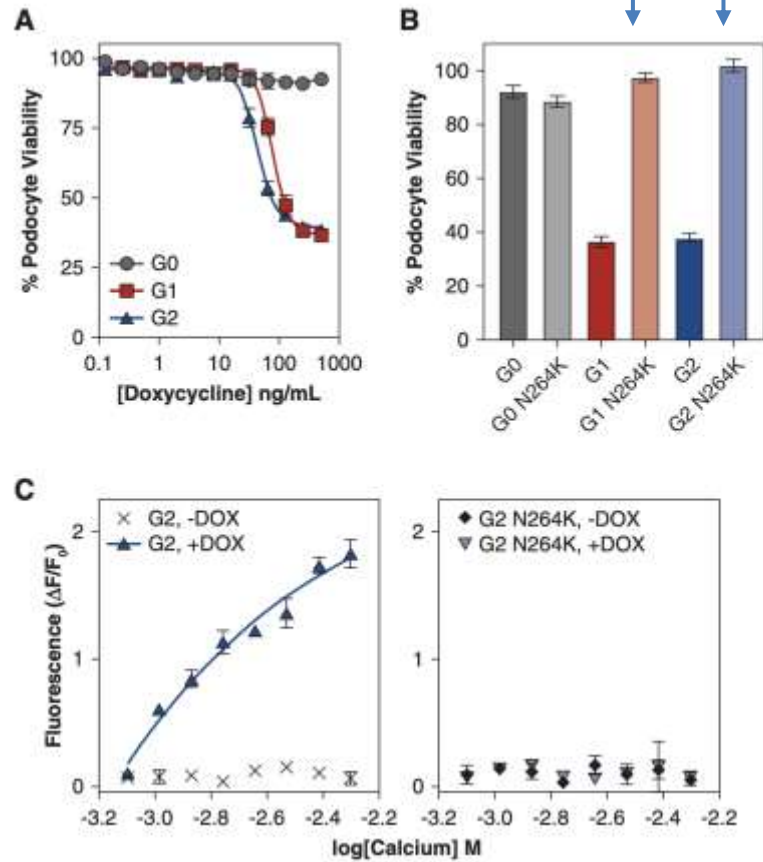 A
% Podocyte Viability
100
75
50
25
0
G0
G1
G2
0.1 1 10 100 1000
[Doxycycline] ng/mL
B
% Podocyte Viability
100
80
60
40
20
0
G0
G0 N264K
G1
G1 N264K
G2
G2 N264K
C
Fluorescence (ΔF/F₀)
2
1
0
G2, -DOX
G2, +DOX
-3.2 -3.0 -2.8 -2.6 -2.4 -2.2
2
1
0
G2 N264K, -DOX
G2 N264K, +DOX
-3.2 -3.0 -2.8 -2.6 -2.4 -2.2
log[Calcium] M